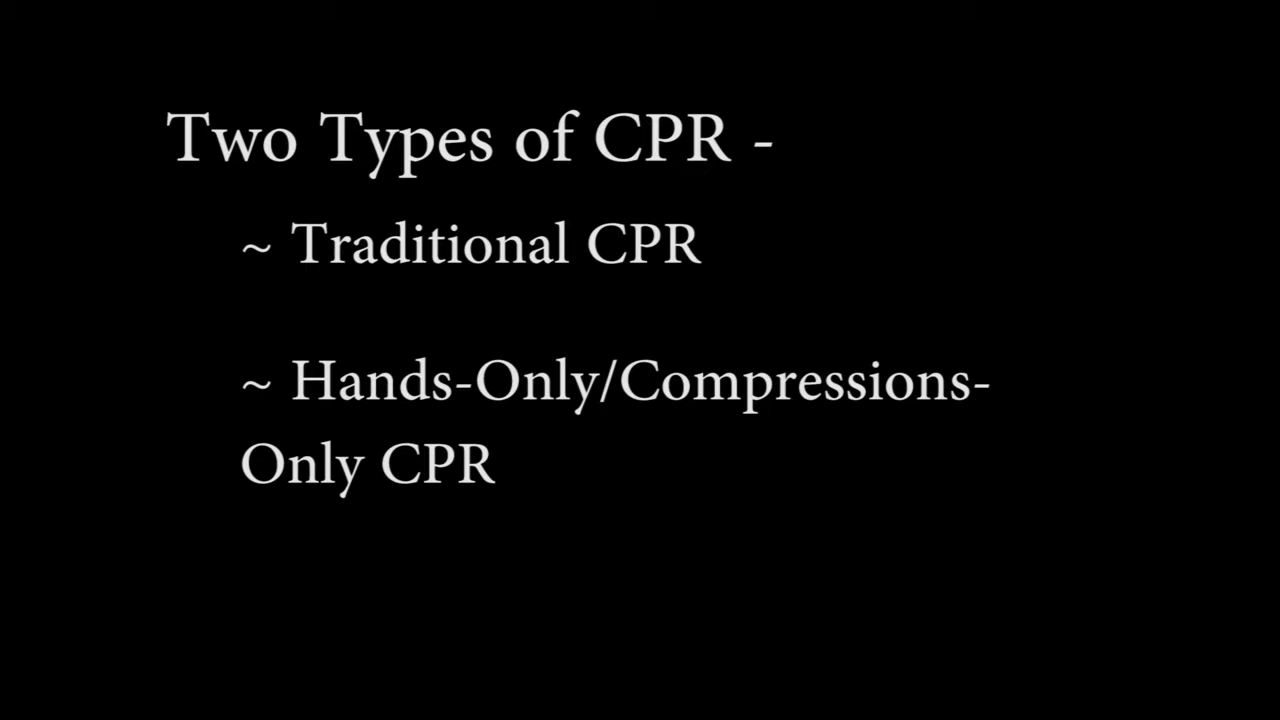 Two Types of CPR -
~ Traditional CPR
~ Hands-Only/Compressions-
Only CPR